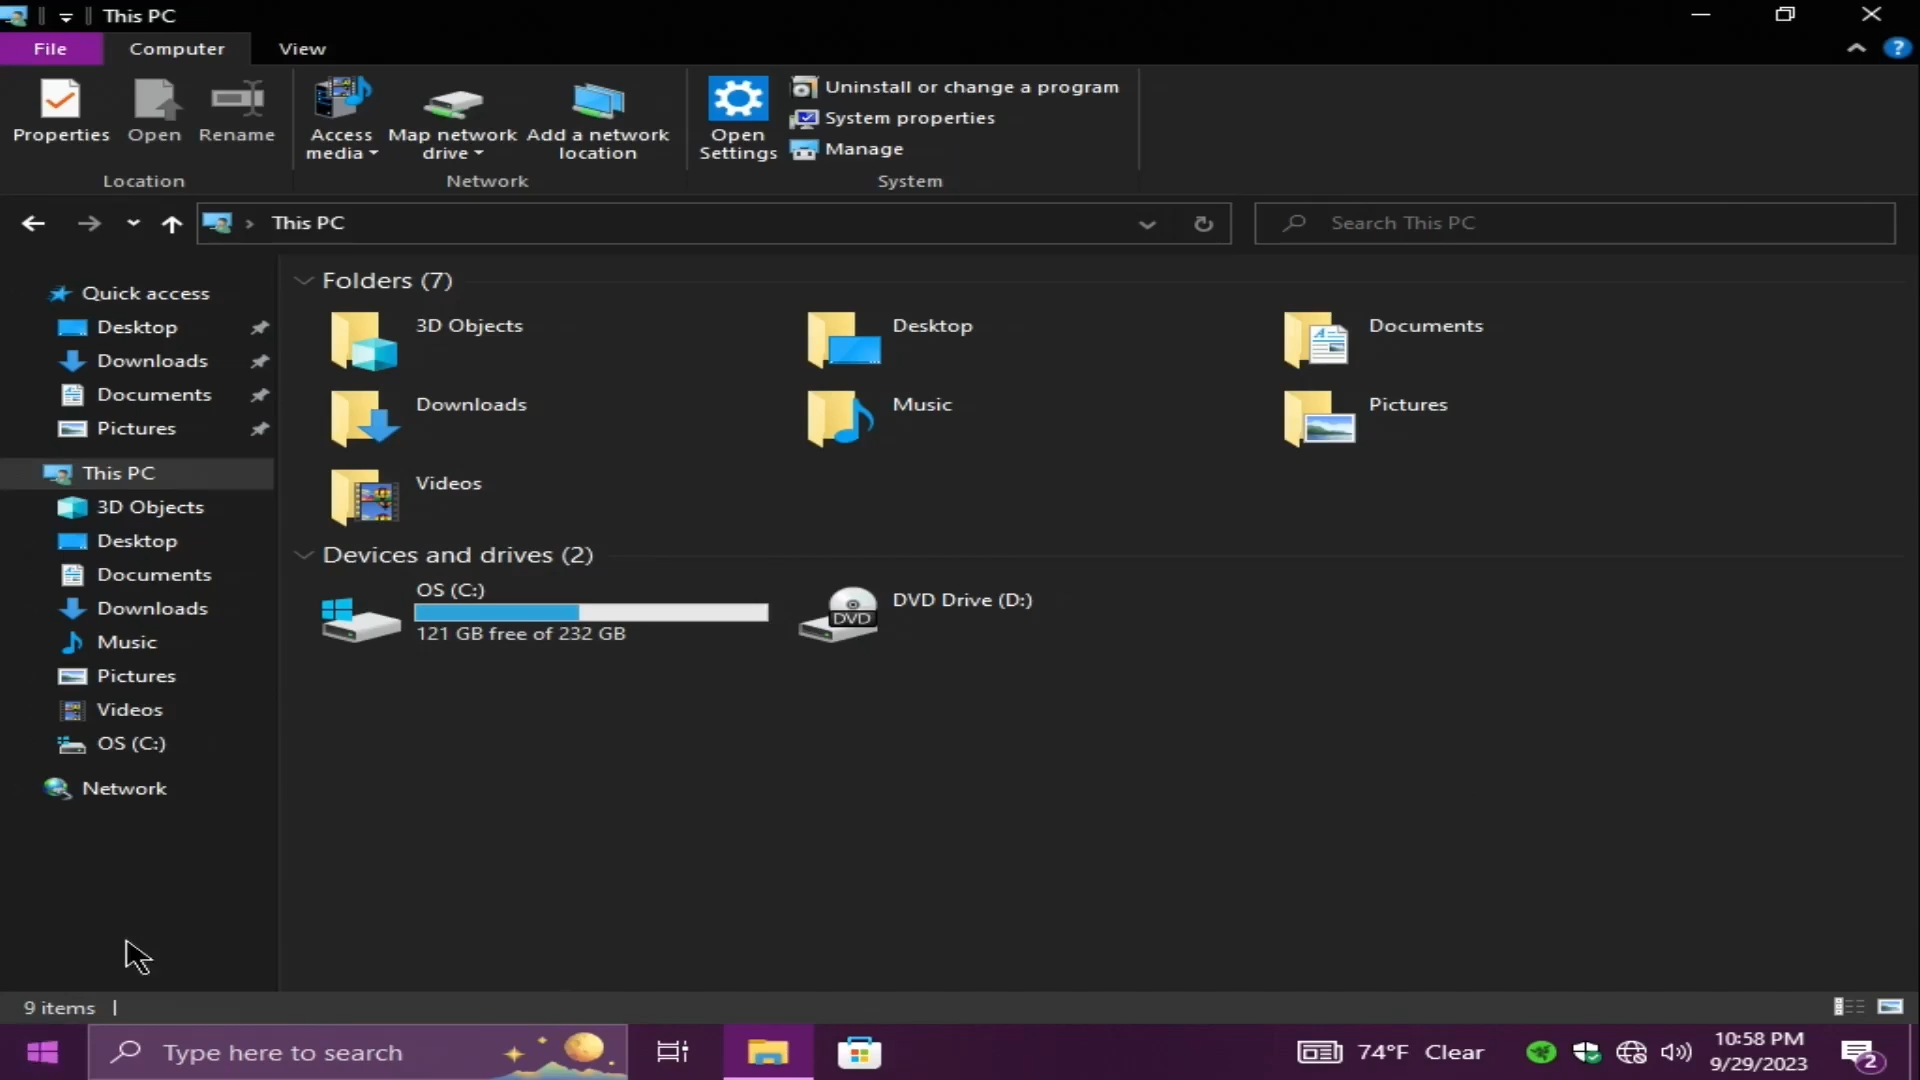 This PC
File Computer View
?
Properties Open Rename
Access media
Map network drive
Add a network location
Open Settings
Uninstall or change a program
System properties
Manage
Location Network System
This PC
Search This PC
Quick access
Desktop
Downloads
Documents
Pictures
This PC
3D Objects
Desktop
Documents
Downloads
Music
Pictures
Videos
OS (C:)
Network
Folders (7)
3D Objects Desktop Documents
Downloads Music Pictures
Videos
Devices and drives (2)
OS (C:)
121 GB free of 232 GB
DVD
DVD Drive (D:)
9 items
Type here to search
74°F Clear
10:58 PM
9/29/2023
2